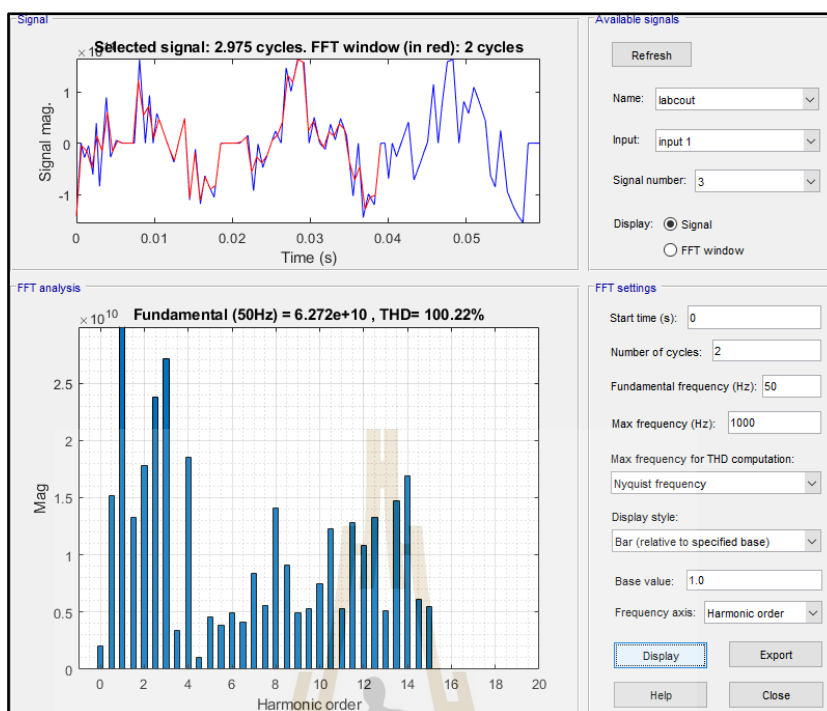 Signal
Selected signal: 2.975 cycles. FFT window (in red): 2 cycles
1
0
-1
Signal mag.
0 0.01 0.02 0.03 0.04 0.05
Time (s)
Available signals
Refresh
Name: labcout
Input: input 1
Signal number: 3
Display: Signal
FFT window
FFT analysis
×10^10
Fundamental (50Hz) = 6.272e+10 , THD= 100.22%
2.5
2
1.5
1
0.5
0
Mag
0 2 4 6 8 10 12 14 16 18 20
Harmonic order
FFT settings
Start time (s): 0
Number of cycles: 2
Fundamental frequency (Hz): 50
Max frequency (Hz): 1000
Max frequency for THD computation:
Nyquist frequency
Display style:
Bar (relative to specified base)
Base value: 1.0
Frequency axis: Harmonic order
Display Export
Help Close